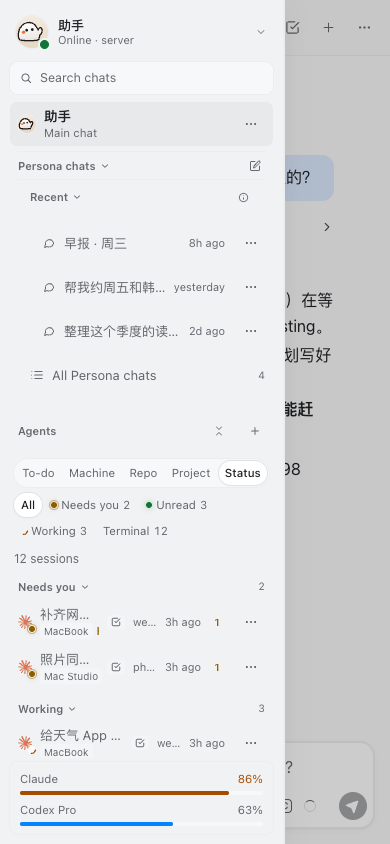 助手
Online · server
Search chats
助手
Main chat
Persona chats
Recent
早报 · 周三 8h ago
帮我约周五和韩... yesterday
整理这个季度的读... 2d ago
All Persona chats 4
Agents
To-do Machine Repo Project Status
All Needs you 2 Unread 3
Working 3 Terminal 12
12 sessions
Needs you 2
补齐网... we... 3h ago 1
MacBook
照片同... ph... 3h ago 1
Mac Studio
Working 3
给天气 App ... we... 3h ago
MacBook
Claude 86%
Codex Pro 63%
的?
）在等
sting。
划写好
能赶
98
?